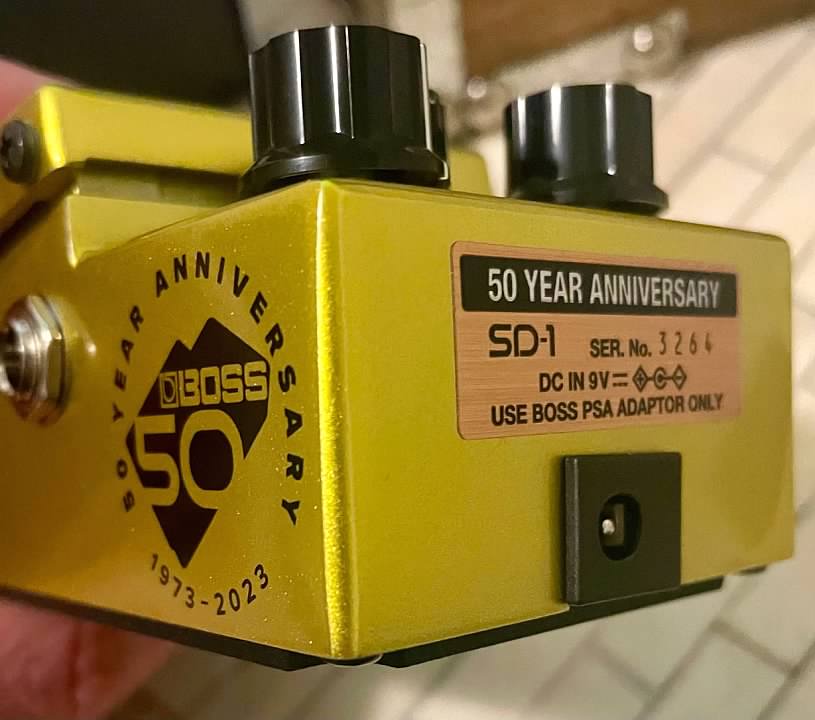 50 YEAR ANNIVERSARY
BOSS
50
1973-2023
50 YEAR ANNIVERSARY
SD-1 SER. No. 3264
DC IN 9V
USE BOSS PSA ADAPTOR ONLY